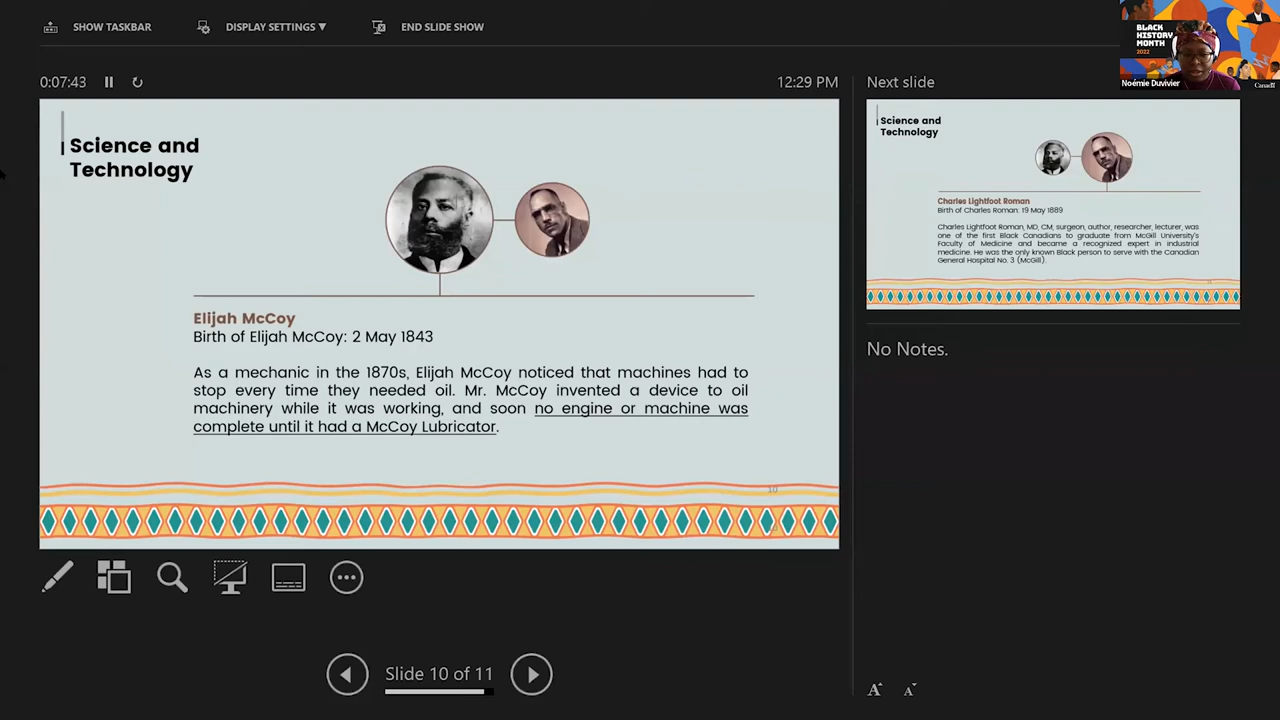 SHOW TASKBAR
DISPLAY SETTINGS ▼
END SLIDE SHOW
BLACK
HISTORY
MONTH
2022
Noémie Duvivier
Canada
0:07:43
12:29 PM
Next slide
Science and
Technology
Elijah McCoy
Birth of Elijah McCoy: 2 May 1843
As a mechanic in the 1870s, Elijah McCoy noticed that machines had to
stop every time they needed oil. Mr. McCoy invented a device to oil
machinery while it was working, and soon no engine or machine was
complete until it had a McCoy Lubricator.
10
Science and
Technology
Charles Lightfoot Roman
Birth of Charles Roman: 19 May 1889
Charles Lightfoot Roman, MD, CM, surgeon, author, researcher, lecturer, was
one of the first Black Canadians to graduate from McGill University's
Faculty of Medicine and became a recognized expert in industrial
medicine. He was the only known Black person to serve with the Canadian
General Hospital No. 3 (McGill).
No Notes.
Slide 10 of 11
A A